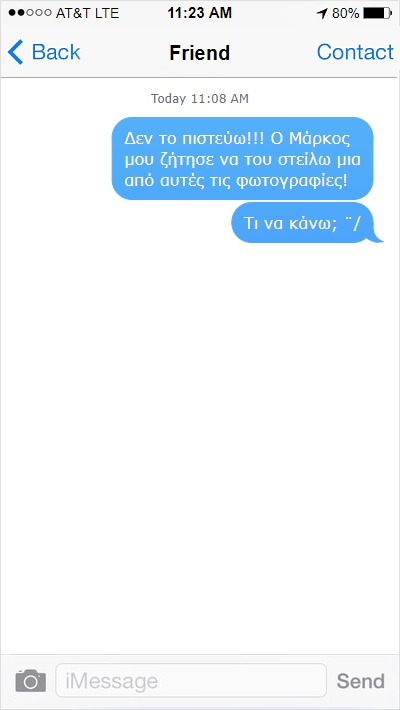 AT&T LTE 11:23 AM 80%
Back Friend Contact
Today 11:08 AM
Δεν το πιστεύω!!! Ο Μάρκος
μου ζήτησε να του στείλω μια
από αυτές τις φωτογραφίες!
Τι να κάνω; ¨/
iMessage Send